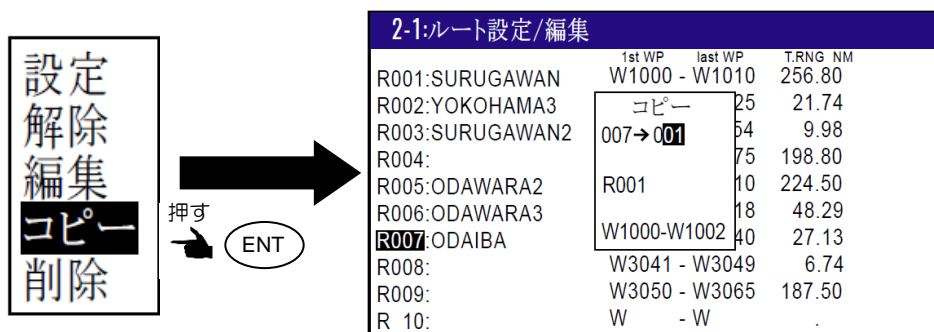 設定
解除
編集
コピー
削除
押す
ENT
2-1:ルート設定/編集
1st WP last WP T.RNG NM
R001:SURUGAWAN W1000 - W1010 256.80
R002:YOKOHAMA3 25 21.74
R003:SURUGAWAN2 54 9.98
R004: 75 198.80
R005:ODAWARA2 10 224.50
R006:ODAWARA3 18 48.29
R007:ODAIBA 40 27.13
R008: W3041 - W3049 6.74
R009: W3050 - W3065 187.50
R 10: W - W .
コピー
007→001
R001
W1000-W1002